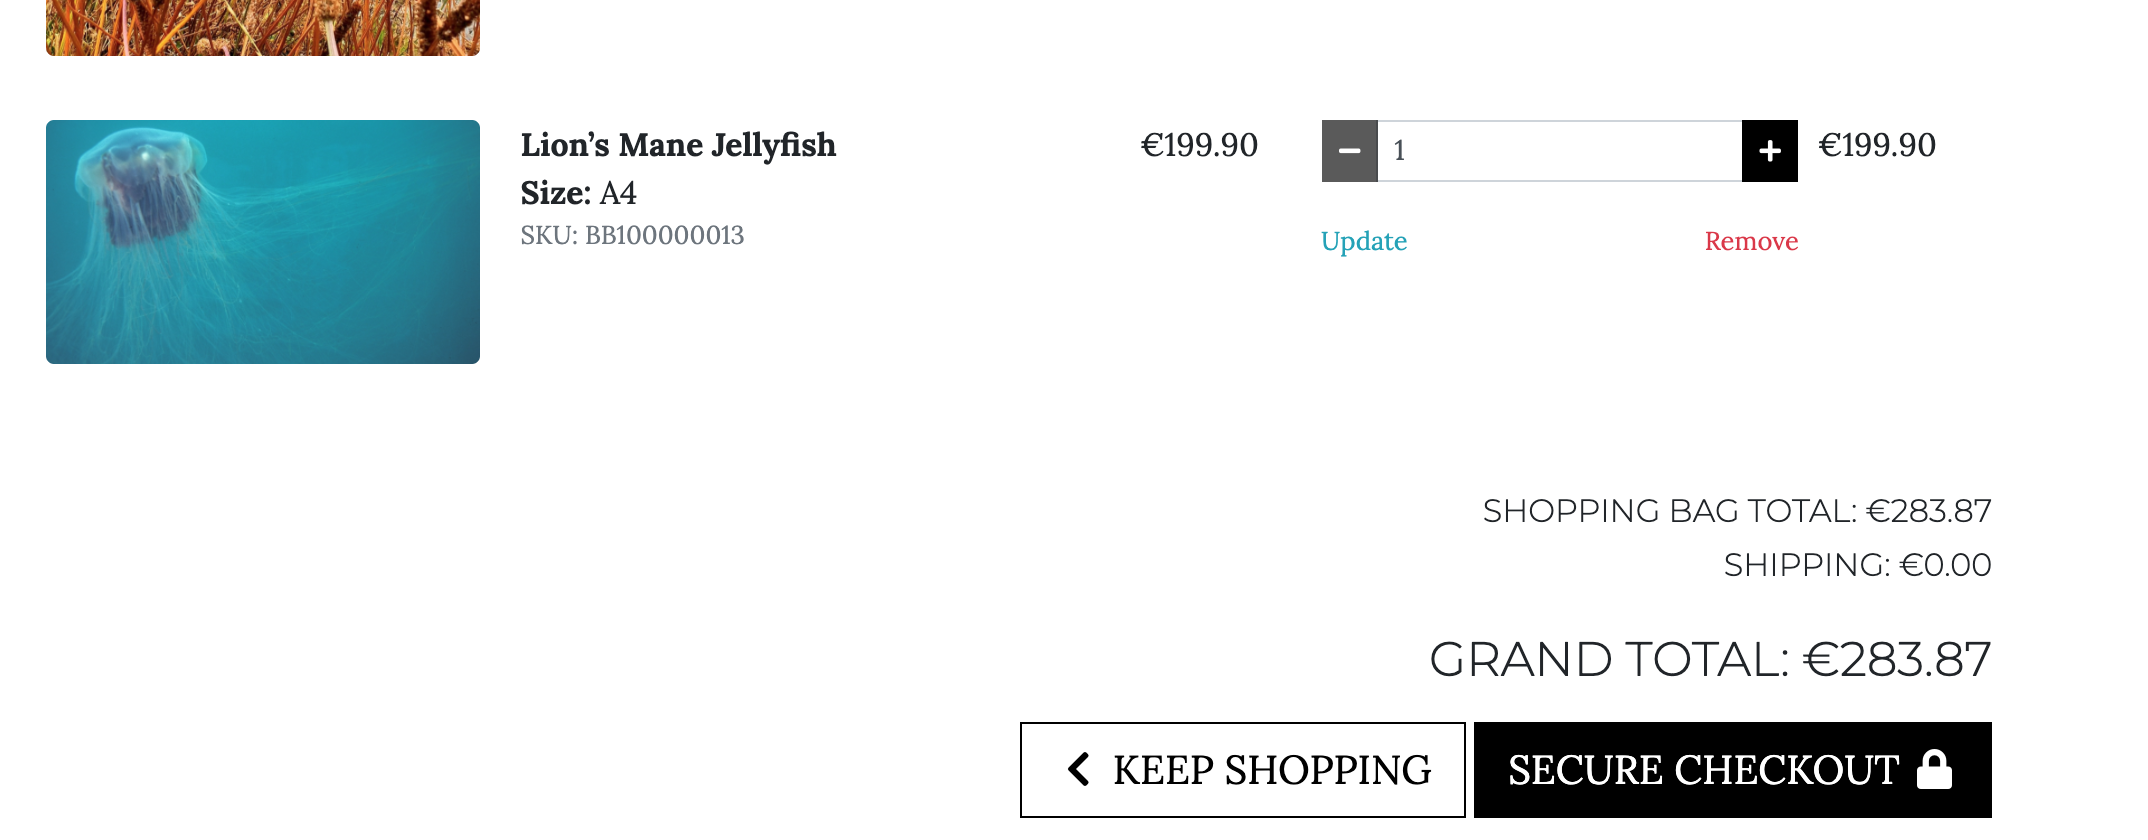 Lion’s Mane Jellyfish
Size: A4
SKU: BB100000013
€199.90
1
€199.90
Update
Remove
SHOPPING BAG TOTAL: €283.87
SHIPPING: €0.00
GRAND TOTAL: €283.87
KEEP SHOPPING
SECURE CHECKOUT